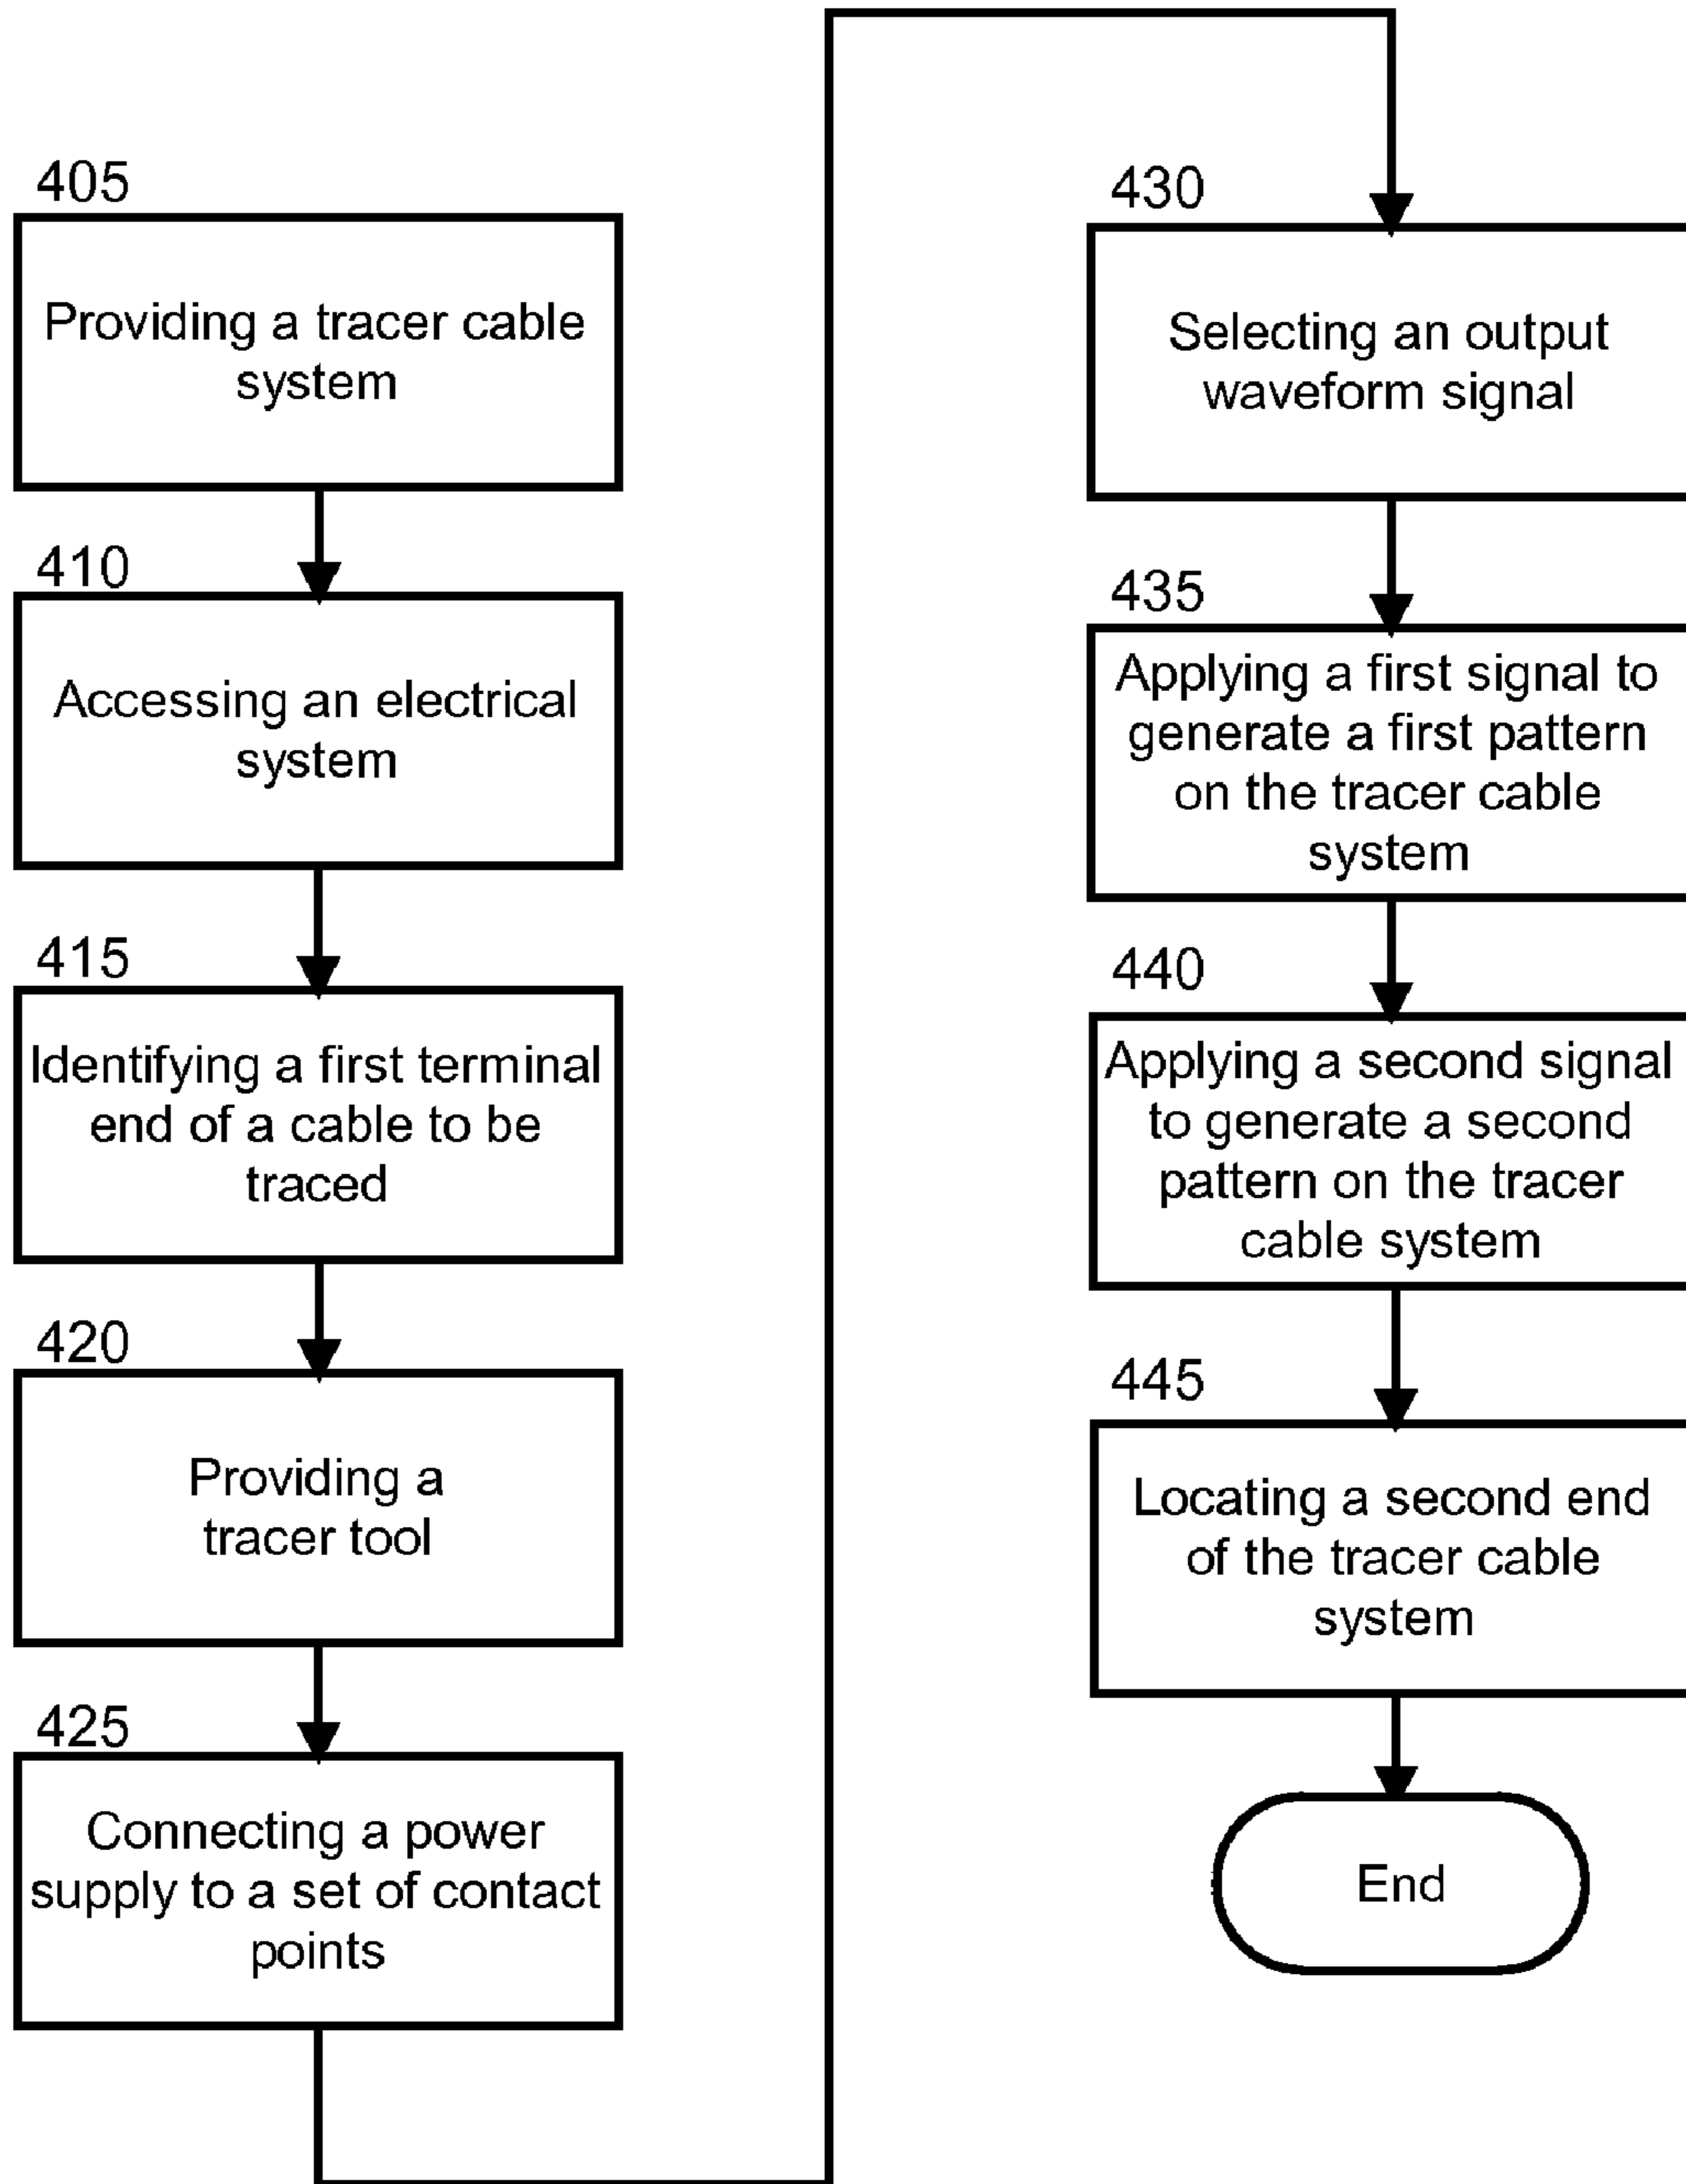 405
Providing a tracer cable
system
410
Accessing an electrical
system
415
Identifying a first terminal
end of a cable to be
traced
420
Providing a
tracer tool
425
Connecting a power
supply to a set of contact
points
430
Selecting an output
waveform signal
435
Applying a first signal to
generate a first pattern
on the tracer cable
system
440
Applying a second signal
to generate a second
pattern on the tracer
cable system
445
Locating a second end
of the tracer cable
system
End